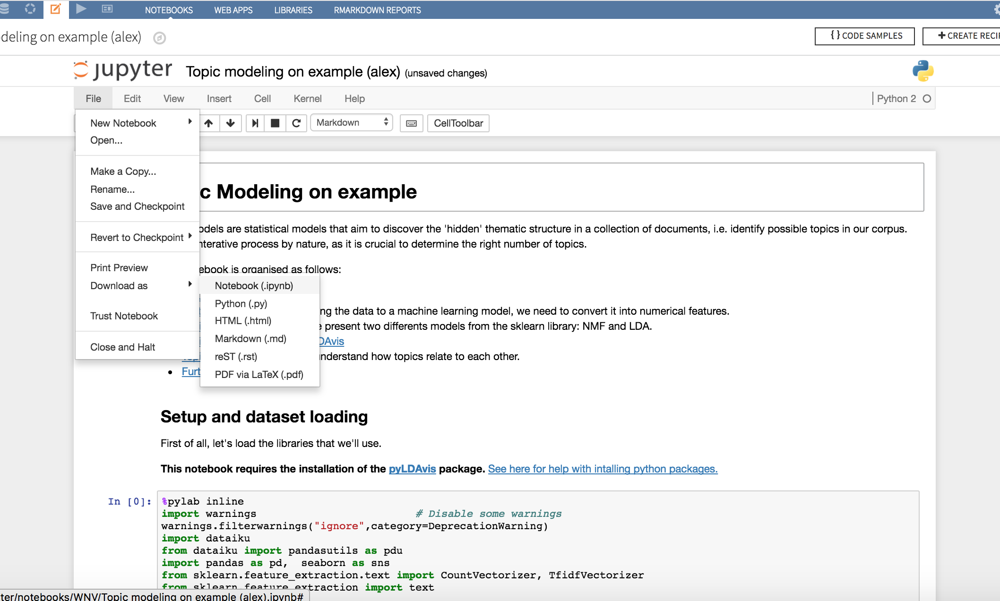 NOTEBOOKS WEB APPS LIBRARIES RMARKDOWN REPORTS
deling on example (alex)
{ } CODE SAMPLES
+CREATE
jupyter Topic modeling on example (alex) (unsaved changes)
File Edit View Insert Cell Kernel Help
Python 2
New Notebook
Open...
Make a Copy...
Rename...
Save and Checkpoint
Revert to Checkpoint
Print Preview
Download as
Trust Notebook
Close and Halt
Notebook (.ipynb)
Python (.py)
HTML (.html)
Markdown (.md)
reST (.rst)
PDF via LaTeX (.pdf)
Markdown
CellToolbar
c Modeling on example
odels are statistical models that aim to discover the 'hidden' thematic structure in a collection of documents, i.e. identify possible topics in our corpus.
nterative process by nature, as it is crucial to determine the right number of topics.
ebook is organised as follows:
ng the data to a machine learning model, we need to convert it into numerical features.
e present two differents models from the sklearn library: NMF and LDA.
DAvis
nderstand how topics relate to each other.
Furt
Setup and dataset loading
First of all, let's load the libraries that we'll use.
This notebook requires the installation of the pyLDAvis package. See here for help with intalling python packages.
In [0]:
%pylab inline
import warnings # Disable some warnings
warnings.filterwarnings("ignore",category=DeprecationWarning)
import dataiku
from dataiku import pandasutils as pdu
import pandas as pd, seaborn as sns
from sklearn.feature_extraction.text import CountVectorizer, TfidfVectorizer
from sklearn.feature_extraction import text
ter/notebooks/WNV/Topic modeling on example (alex).ipynb#